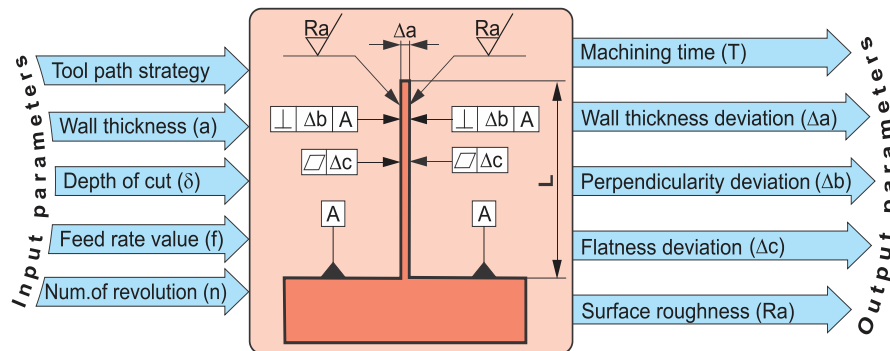 Input parameters
Tool path strategy
Wall thickness (a)
Depth of cut (δ)
Feed rate value (f)
Num.of revolution (n)
Ra
Δa
Ra
⊥ Δb A
⊥ Δb A
▱ Δc
▱ Δc
A
A
L
Machining time (T)
Wall thickness deviation (Δa)
Perpendicularity deviation (Δb)
Flatness deviation (Δc)
Surface roughness (Ra)
Output parameters